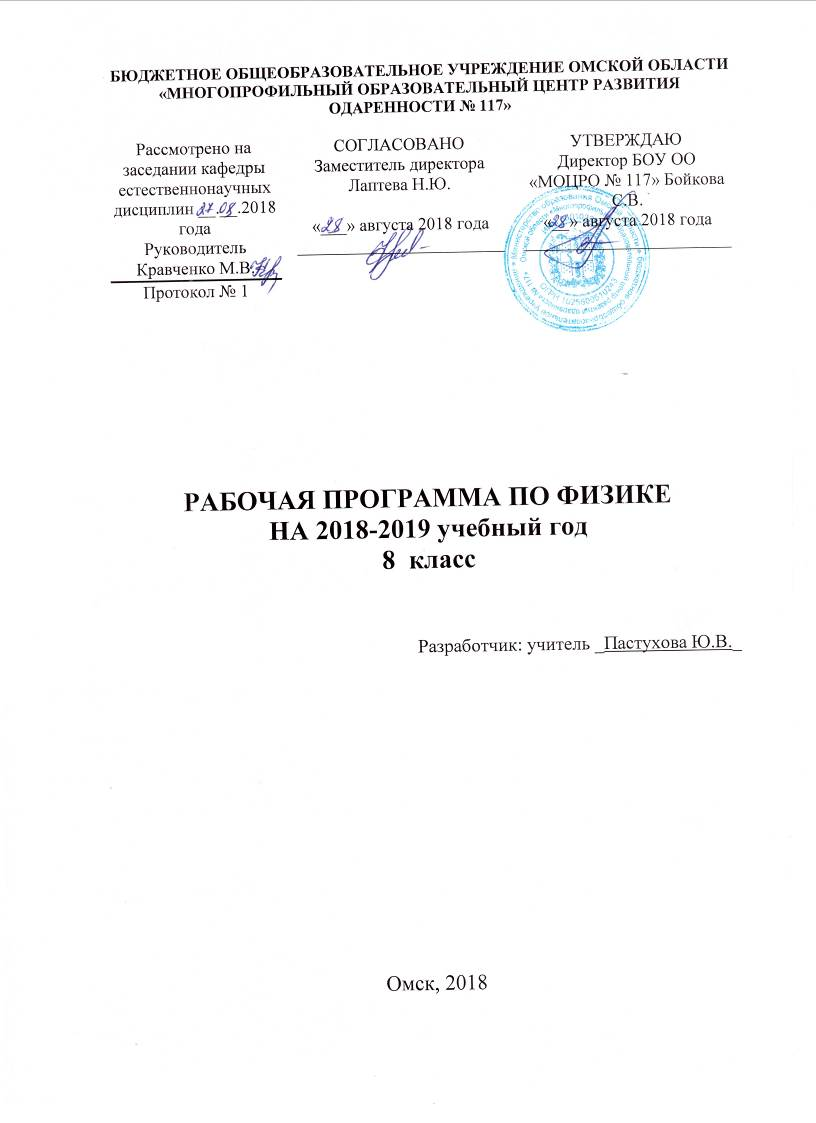 БЮДЖЕТНОЕ ОБЩЕОБРАЗОВАТЕЛЬНОЕ УЧРЕЖДЕНИЕ ОМСКОЙ ОБЛАСТИ
«МНОГОПРОФИЛЬНЫЙ ОБРАЗОВАТЕЛЬНЫЙ ЦЕНТР РАЗВИТИЯ
ОДАРЕННОСТИ № 117»
Рассмотрено на
заседании кафедры
естественнонаучных
дисциплин 27.08.2018
года
Руководитель
Кравченко М.В.
Протокол № 1
СОГЛАСОВАНО
Заместитель директора
Лаптева Н.Ю.
«28» августа 2018 года
УТВЕРЖДАЮ
Директор БОУ ОО
«МОЦРО № 117» Бойкова
С.В.
«28» августа 2018 года
РАБОЧАЯ ПРОГРАММА ПО ФИЗИКЕ
НА 2018-2019 учебный год
8 класс
Разработчик: учитель _Пастухова Ю.В._
Омск, 2018